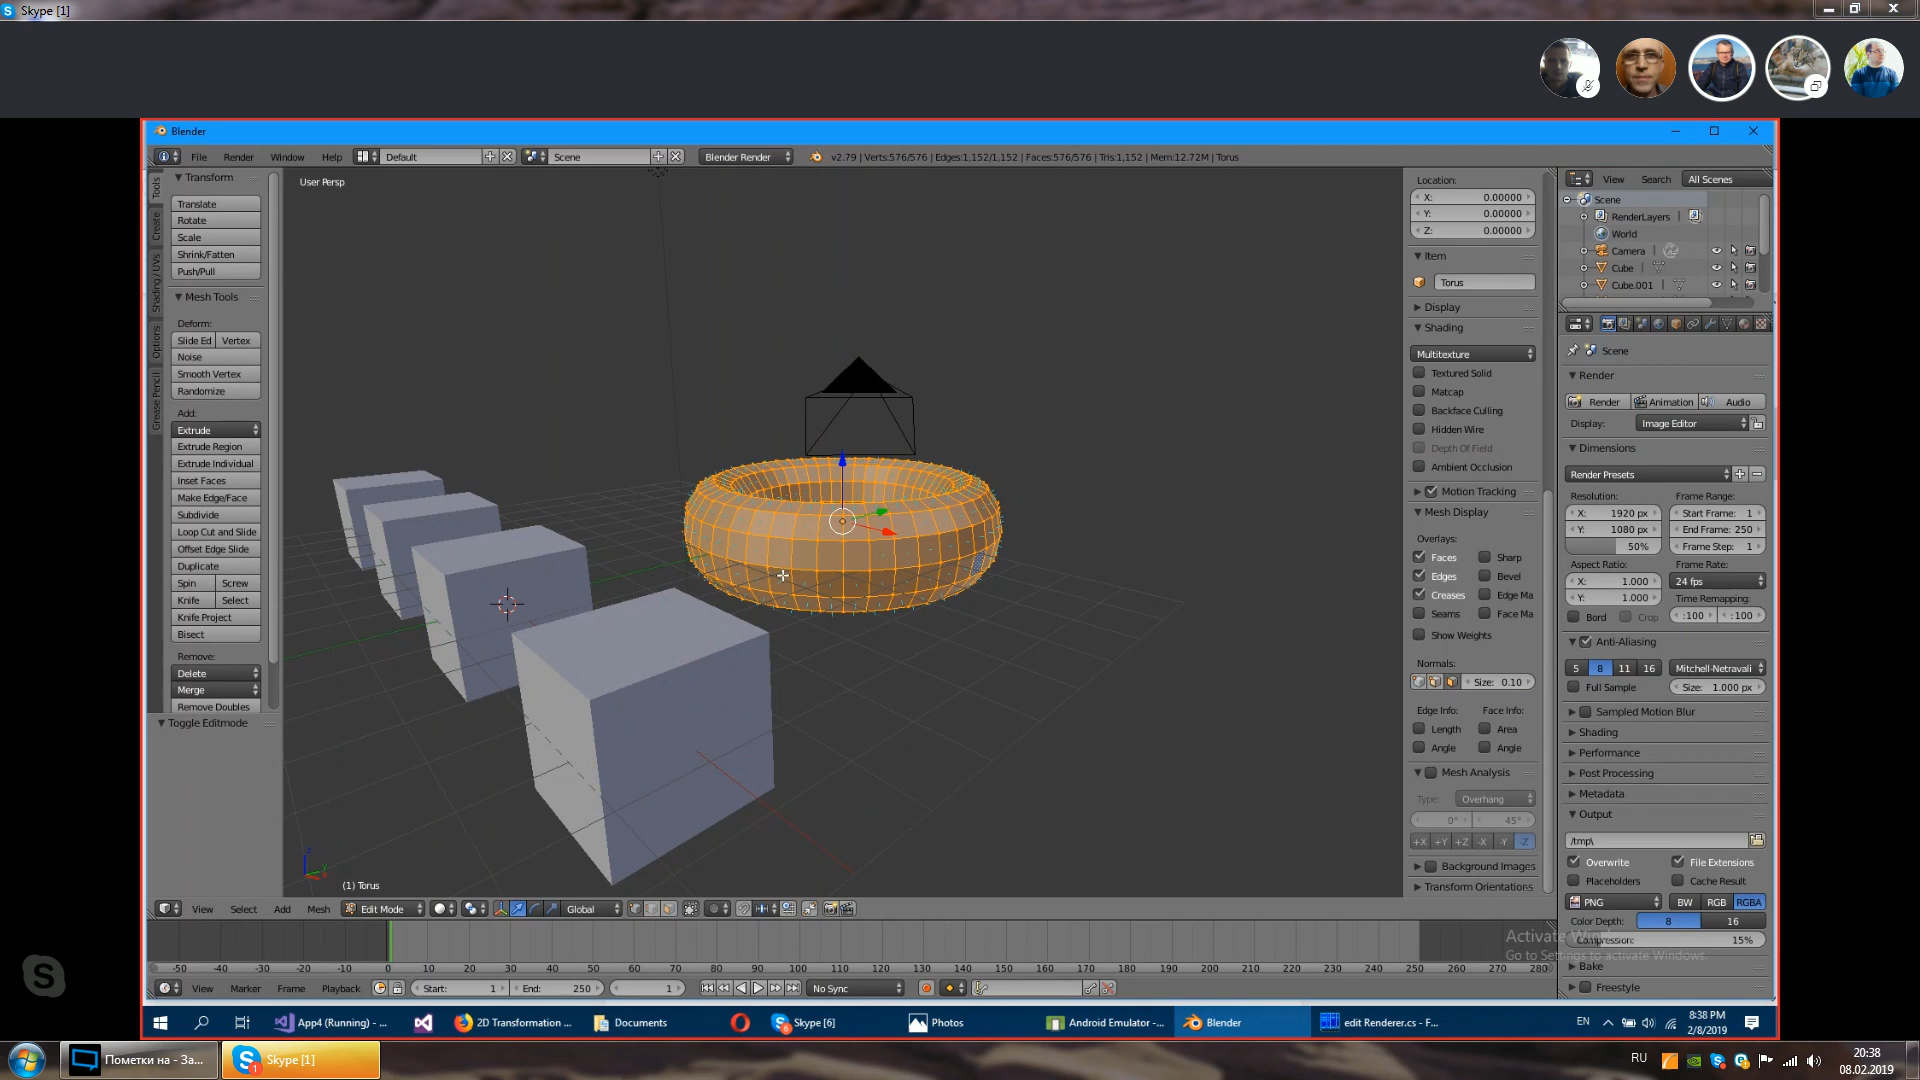 Skype [1]
Blender
File Render Window Help Default Scene Blender Render v2.79 | Verts:576/576 | Edges:1,152/1,152 | Faces:576/576 | Tris:1,152 | Mem:12.72M | Torus
Tools
Create
Shading / UVs
Options
Grease Pencil
Transform
Translate
Rotate
Scale
Shrink/Fatten
Push/Pull
Mesh Tools
Deform:
Slide Ed Vertex
Noise
Smooth Vertex
Randomize
Add:
Extrude
Extrude Region
Extrude Individual
Inset Faces
Make Edge/Face
Subdivide
Loop Cut and Slide
Offset Edge Slide
Duplicate
Spin Screw
Knife Select
Knife Project
Bisect
Remove:
Delete
Merge
Remove Doubles
Toggle Editmode
User Persp
(1) Torus
Location:
X: 0.00000
Y: 0.00000
Z: 0.00000
Item
Torus
Display
Shading
Multitexture
Textured Solid
Matcap
Backface Culling
Hidden Wire
Depth Of Field
Ambient Occlusion
Motion Tracking
Mesh Display
Overlays:
Faces Sharp
Edges Bevel
Creases Edge Ma
Seams Face Ma
Show Weights
Normals:
Size: 0.10
Edge Info: Face Info:
Length Area
Angle Angle
Mesh Analysis
Type: Overhang
0° 45°
+X +Y +Z -X -Y -Z
Background Images
Transform Orientations
View Search All Scenes
Scene
RenderLayers
World
Camera
Cube
Cube.001
Scene
Render
Render Animation Audio
Display: Image Editor
Dimensions
Render Presets
Resolution: Frame Range:
X: 1920 px Start Frame: 1
Y: 1080 px End Frame: 250
50% Frame Step: 1
Aspect Ratio: Frame Rate:
X: 1.000 24 fps
Y: 1.000 Time Remapping:
Bord Crop :100 :100
Anti-Aliasing
5 8 11 16 Mitchell-Netravali
Full Sample Size: 1.000 px
Sampled Motion Blur
Shading
Performance
Post Processing
Metadata
Output
/tmp\
Overwrite File Extensions
Placeholders Cache Result
PNG BW RGB RGBA
Color Depth: 8 16
Compression: 15%
Activate Win
Go to Settings to activate Windows.
Bake
Freestyle
View Select Add Mesh Edit Mode Global
-50 -40 -30 -20 -10 0 10 20 30 40 50 60 70 80 90 100 110 120 130 140 150 160 170 180 190 200 210 220 230 240 250 260 270 280
View Marker Frame Playback Start: 1 End: 250 1 No Sync
App4 (Running) - ... 2D Transformation ... Documents Skype [6] Photos Android Emulator -... Blender edit Renderer.cs - F... EN 8:38 PM
2/8/2019
Пометки на - За... Skype [1] RU 20:38
08.02.2019